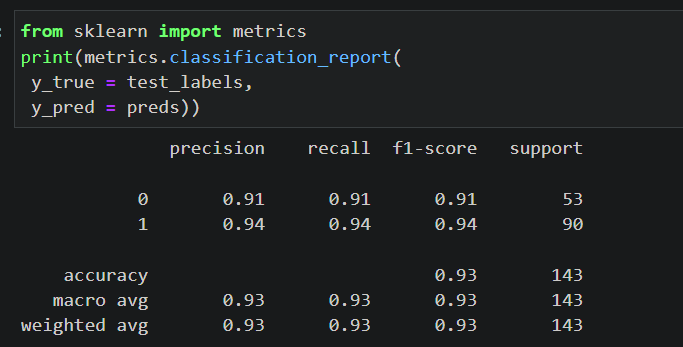 from sklearn import metrics
print(metrics.classification_report(
 y_true = test_labels,
 y_pred = preds))
precision recall f1-score support
0 0.91 0.91 0.91 53
1 0.94 0.94 0.94 90
accuracy 0.93 143
macro avg 0.93 0.93 0.93 143
weighted avg 0.93 0.93 0.93 143